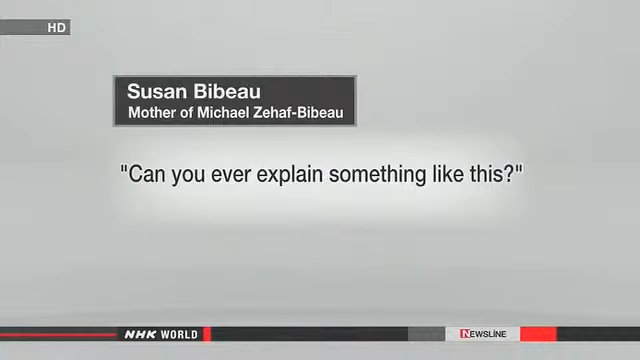 HD
Susan Bibeau
Mother of Michael Zehaf-Bibeau
"Can you ever explain something like this?"
NHK WORLD
NEWSLINE